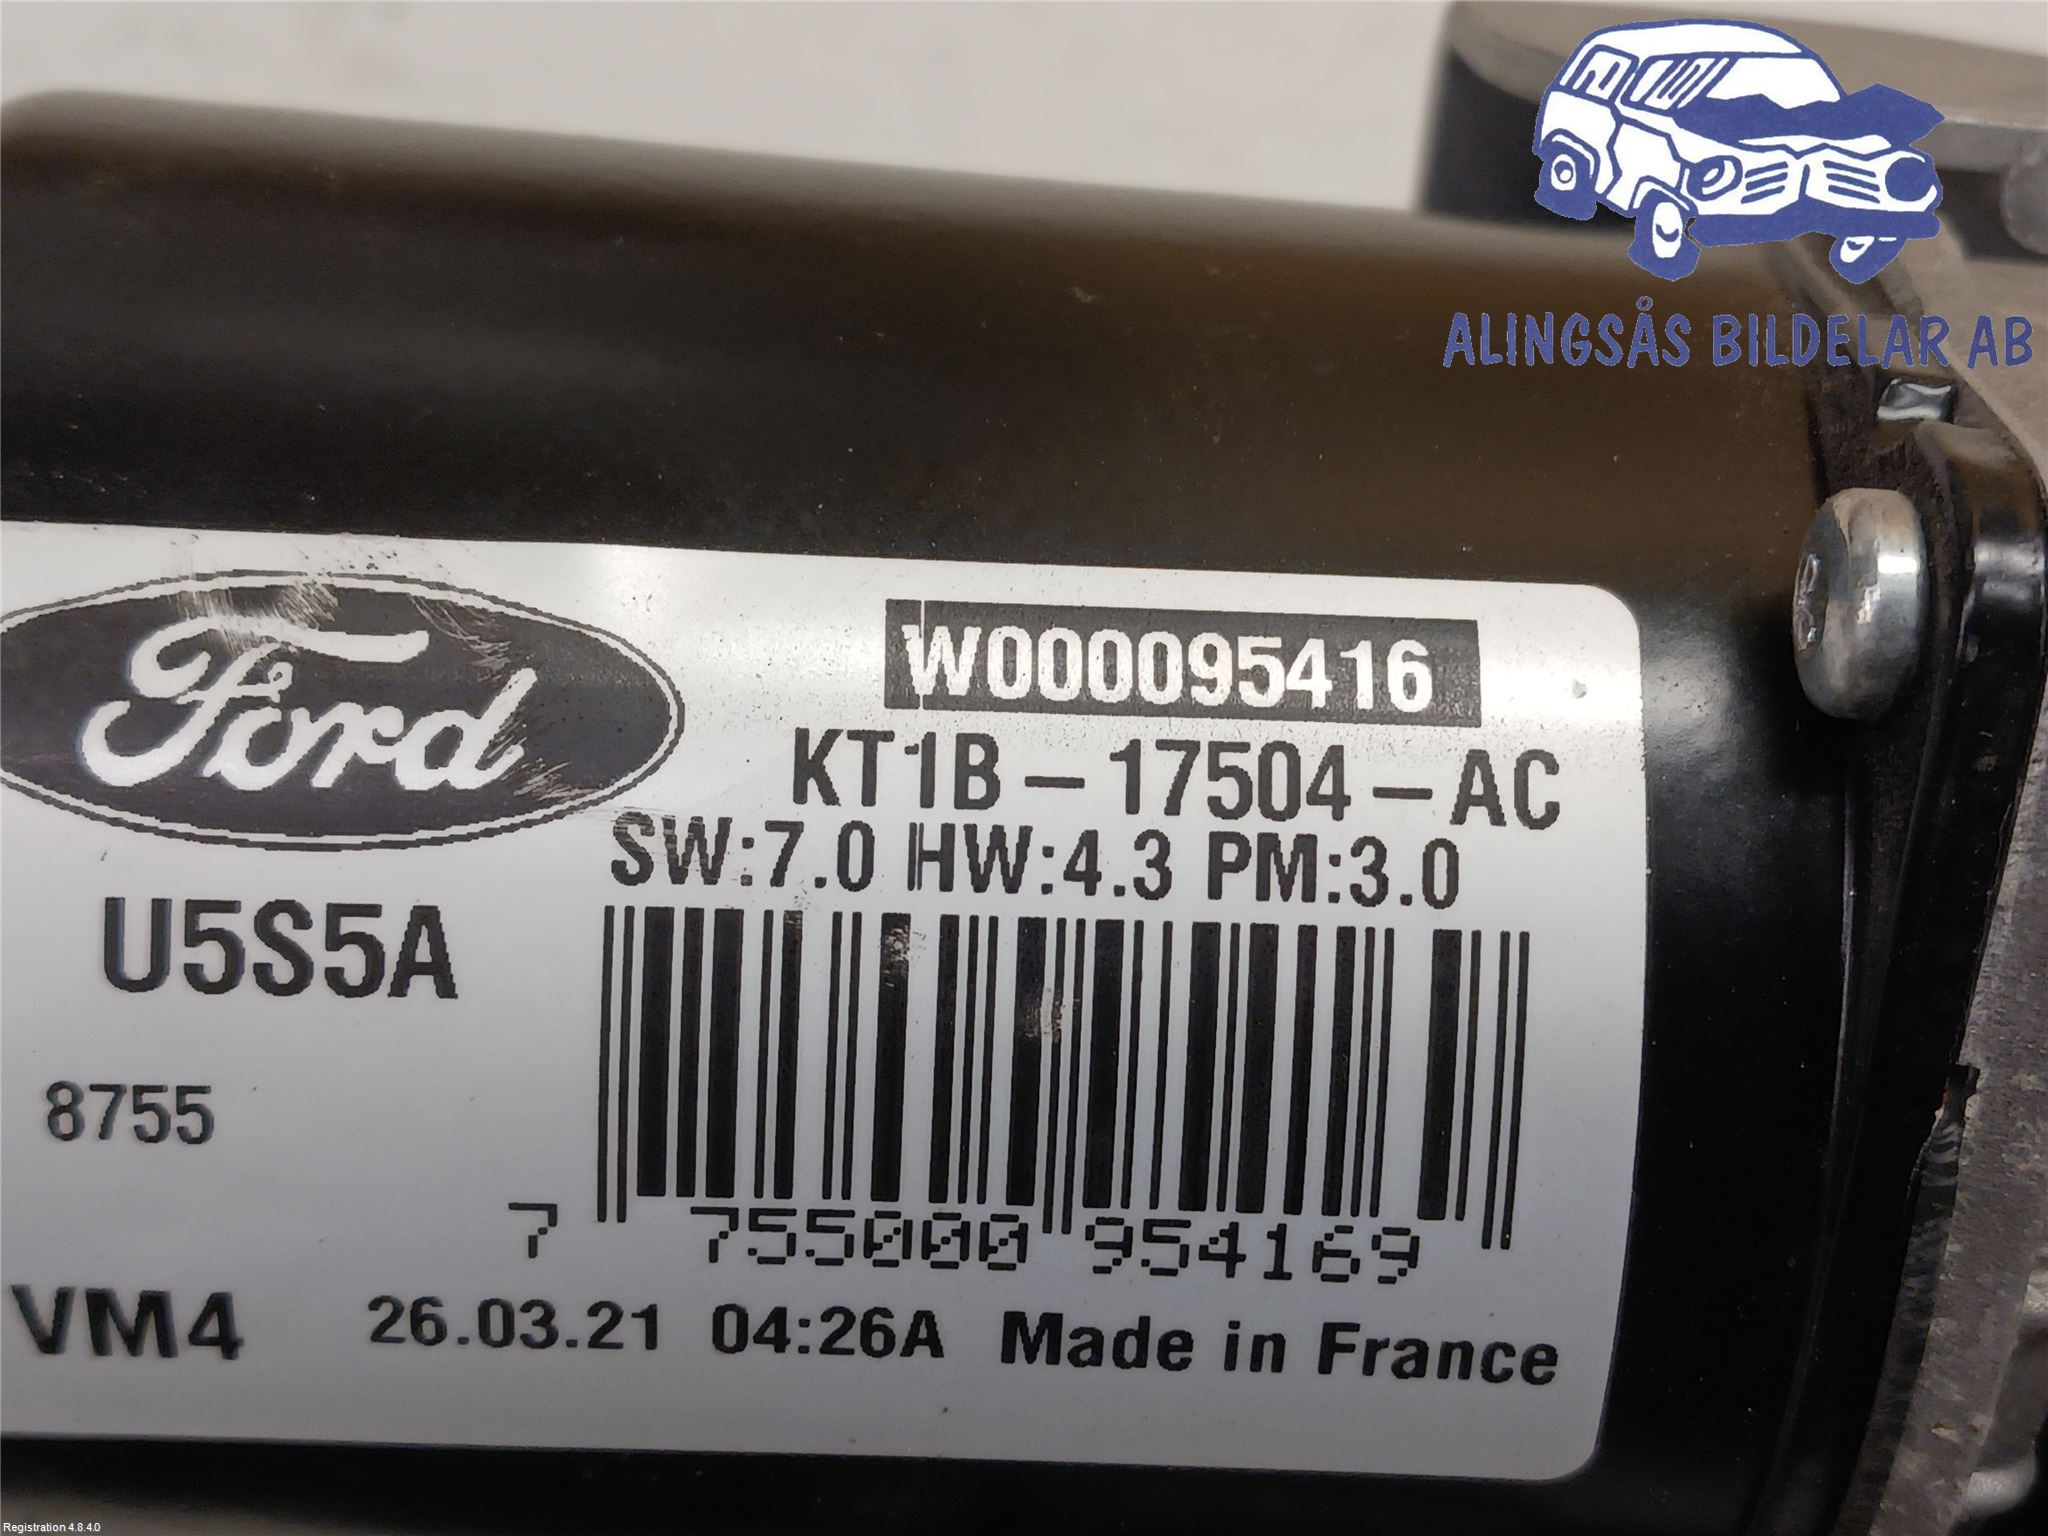 ALINGSÅS BILDELAR AB
Ford
W000095416
KT1B-17504-AC
SW:7.0 HW:4.3 PM:3.0
U5S5A
8755
7 755000 954169
VM4 26.03.21 04:26A Made in France
Registration 4.8.4.0